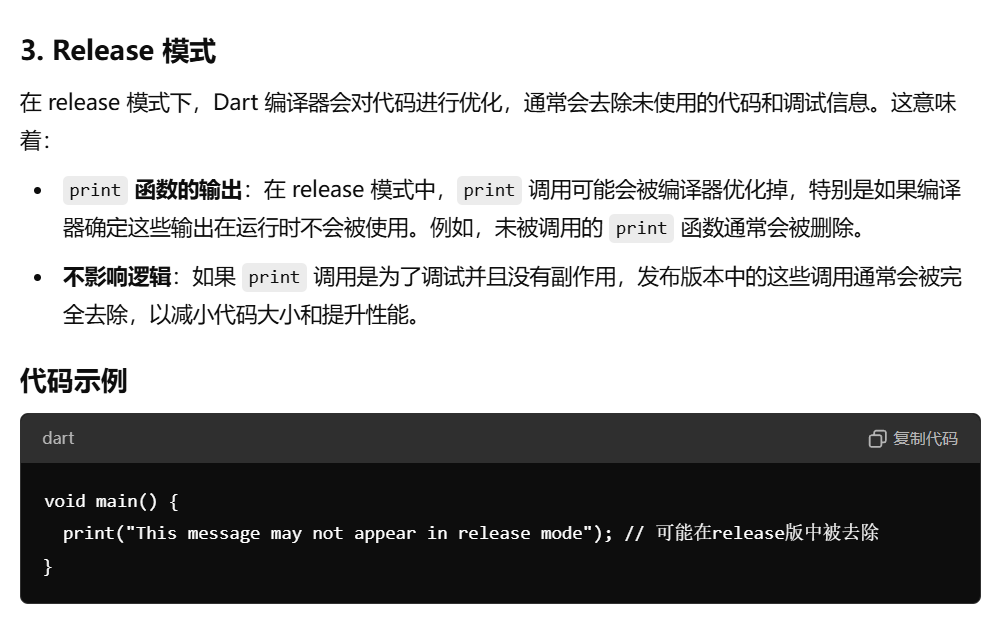 3. Release 模式
在 release 模式下，Dart 编译器会对代码进行优化，通常会去除未使用的代码和调试信息。这意味
着：
print 函数的输出：在 release 模式中，print 调用可能会被编译器优化掉，特别是如果编译
器确定这些输出在运行时不会被使用。例如，未被调用的 print 函数通常会被删除。
不影响逻辑：如果 print 调用是为了调试并且没有副作用，发布版本中的这些调用通常会被完
全去除，以减小代码大小和提升性能。
代码示例
dart 复制代码
void main() {
  print("This message may not appear in release mode"); // 可能在release版中被去除
}